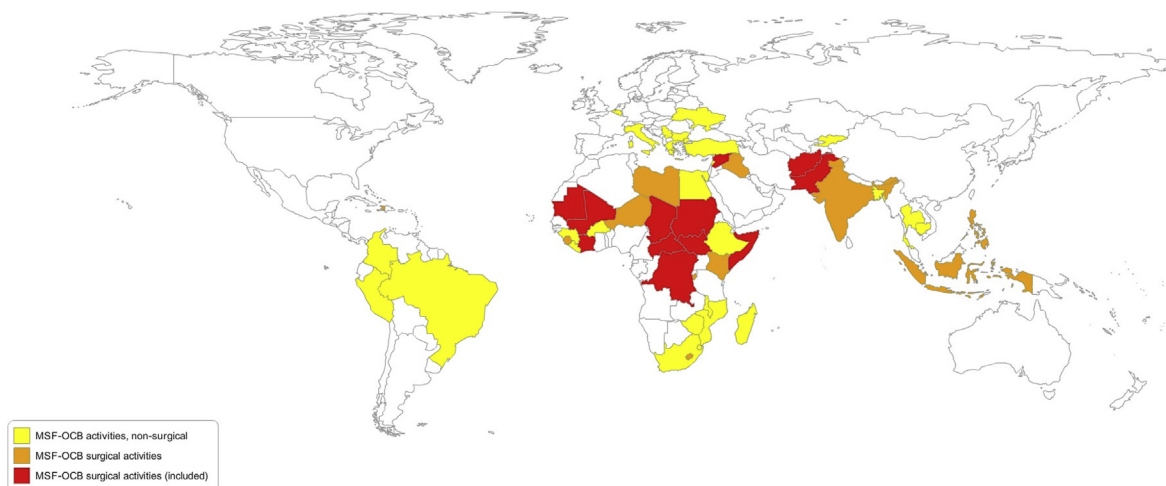 MSF-OCB activities, non-surgical
MSF-OCB surgical activities
MSF-OCB surgical activities (included)